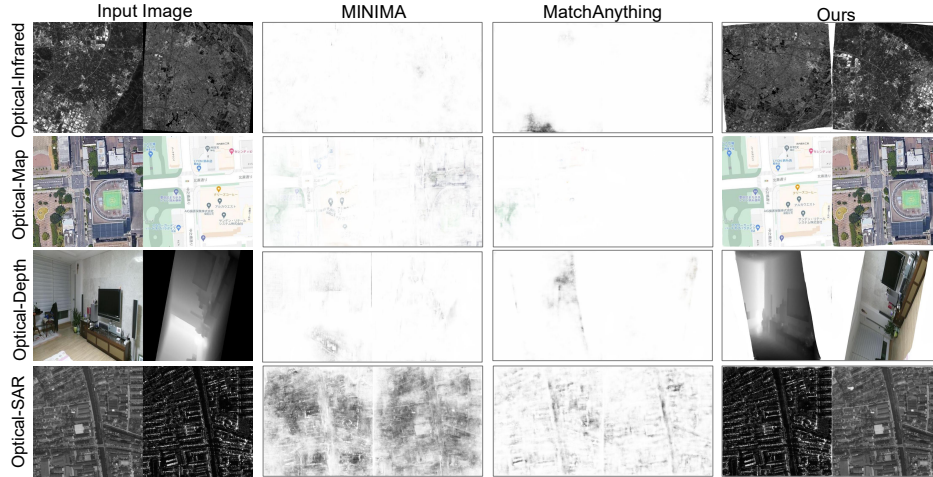 Input Image
MINIMA
MatchAnything
Ours
Optical-Infrared
Optical-Map
Optical-Depth
Optical-SAR